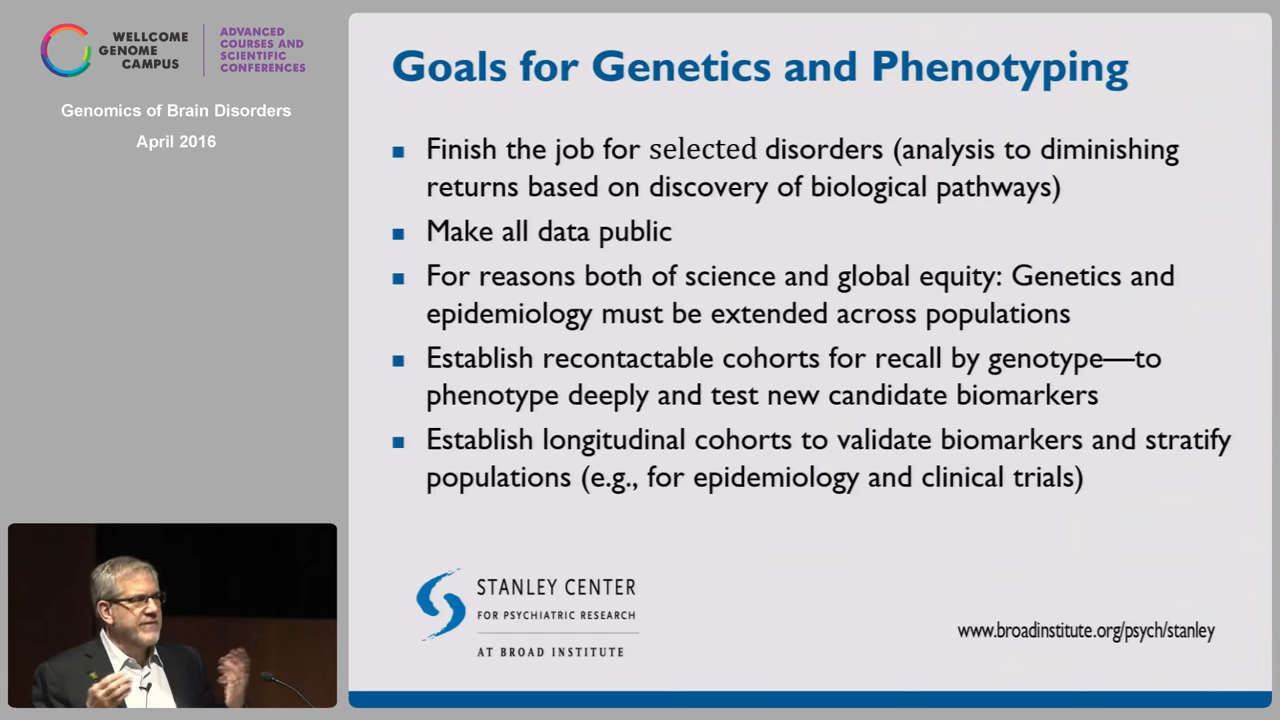 WELLCOME
GENOME
CAMPUS
ADVANCED
COURSES AND
SCIENTIFIC
CONFERENCES
Genomics of Brain Disorders
April 2016
Goals for Genetics and Phenotyping
Finish the job for selected disorders (analysis to diminishing
returns based on discovery of biological pathways)
Make all data public
For reasons both of science and global equity: Genetics and
epidemiology must be extended across populations
Establish recontactable cohorts for recall by genotype—to
phenotype deeply and test new candidate biomarkers
Establish longitudinal cohorts to validate biomarkers and stratify
populations (e.g., for epidemiology and clinical trials)
STANLEY CENTER
FOR PSYCHIATRIC RESEARCH
AT BROAD INSTITUTE
www.broadinstitute.org/psych/stanley